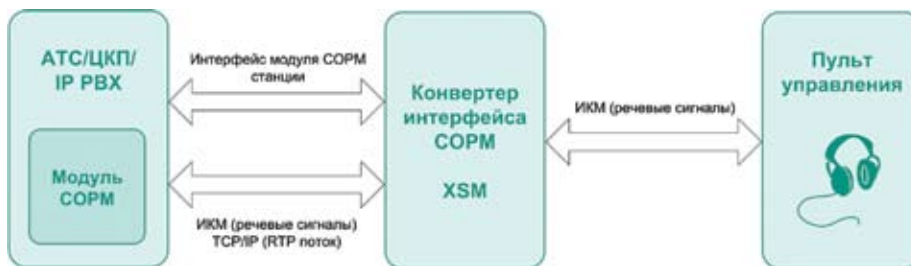 АТС/ЦКП/
IP PBX
Модуль
СОРМ
Интерфейс модуля СОРМ
станции
ИКМ (речевые сигналы)
TCP/IP (RTP поток)
Конвертер
интерфейса
СОРМ
XSM
ИКМ (речевые сигналы)
Пульт
управления